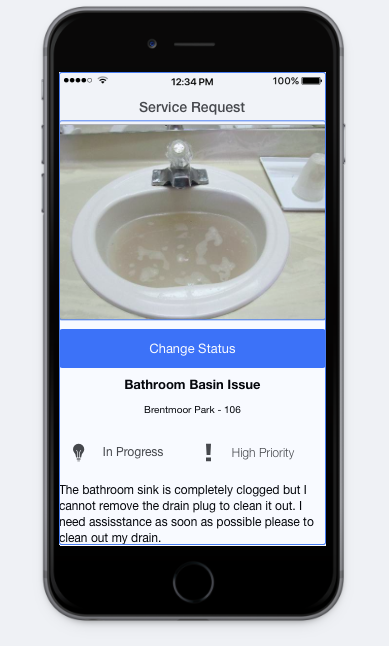 12:34 PM 100%
Service Request
Change Status
Bathroom Basin Issue
Brentmoor Park - 106
In Progress High Priority
The bathroom sink is completely clogged but I
cannot remove the drain plug to clean it out. I
need assisstance as soon as possible please to
clean out my drain.